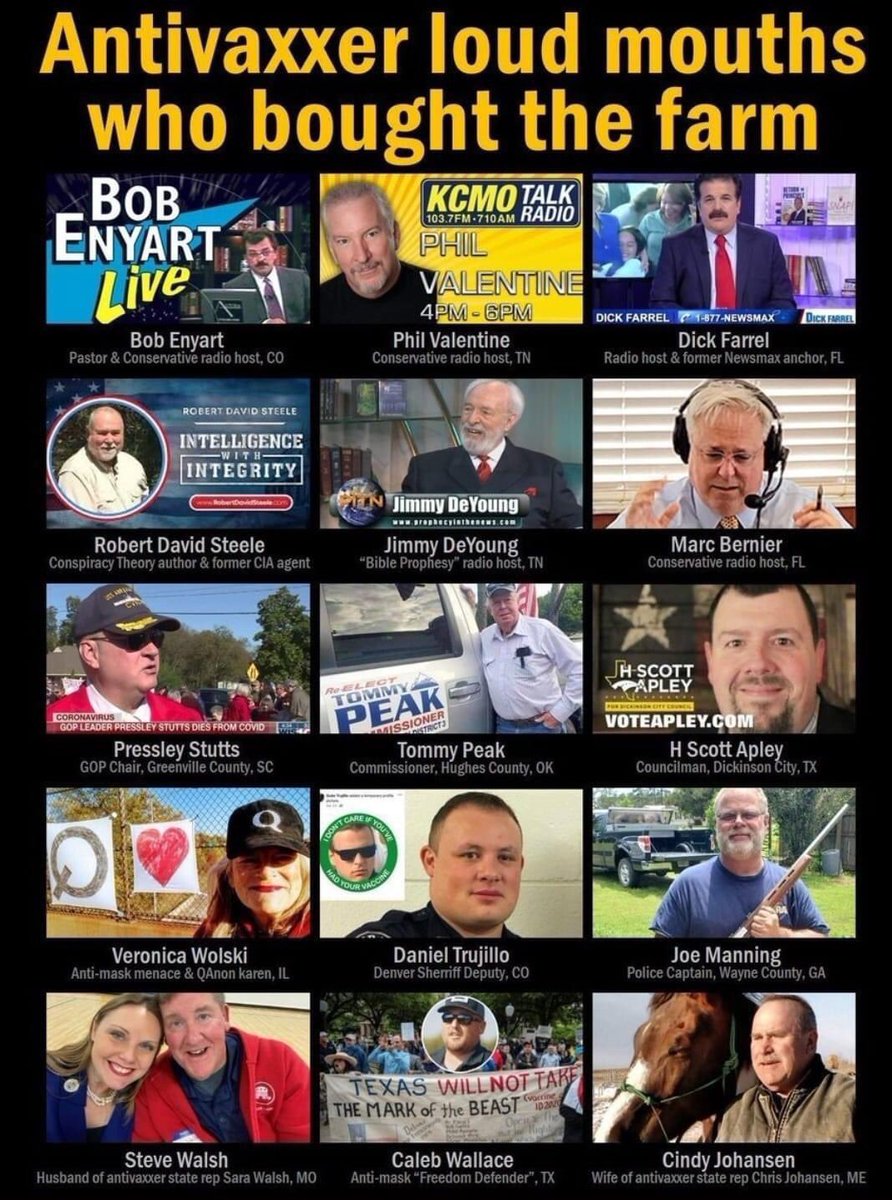 Antivaxxer loud mouths
who bought the farm
BOB
ENYART
Live
Bob Enyart
Pastor & Conservative radio host, CO
KCMO TALK
103.7FM·710AM RADIO
PHIL
VALENTINE
4PM - 6PM
Phil Valentine
Conservative radio host, TN
DICK FARREL 1-877-NEWSMAX DICK FARREL
Dick Farrel
Radio host & former Newsmax anchor, FL
ROBERT DAVID STEELE
INTELLIGENCE
WITH
INTEGRITY
www.RobertDavidSteele.com
Robert David Steele
Conspiracy Theory author & former CIA agent
Jimmy DeYoung
www.prophecyinthenews.com
Jimmy DeYoung
“Bible Prophesy” radio host, TN
Marc Bernier
Conservative radio host, FL
CORONAVIRUS
GOP LEADER PRESSLEY STUTTS DIES FROM COVID
Pressley Stutts
GOP Chair, Greenville County, SC
Re-ELECT
TOMMY
PEAK
MISSIONER
DISTRICT3
Tommy Peak
Commissioner, Hughes County, OK
H·SCOTT
APLEY
FOR DICKINSON CITY COUNCIL
VOTEAPLEY.COM
H Scott Apley
Councilman, Dickinson City, TX
Q
Q
Veronica Wolski
Anti-mask menace & QAnon karen, IL
I DON'T CARE IF YOU'VE
HAD YOUR VACCINE
Daniel Trujillo
Denver Sherriff Deputy, CO
Joe Manning
Police Captain, Wayne County, GA
Steve Walsh
Husband of antivaxxer state rep Sara Walsh, MO
TEXAS WILL NOT TAKE
THE MARK of the BEAST
Caleb Wallace
Anti-mask “Freedom Defender”, TX
Cindy Johansen
Wife of antivaxxer state rep Chris Johansen, ME